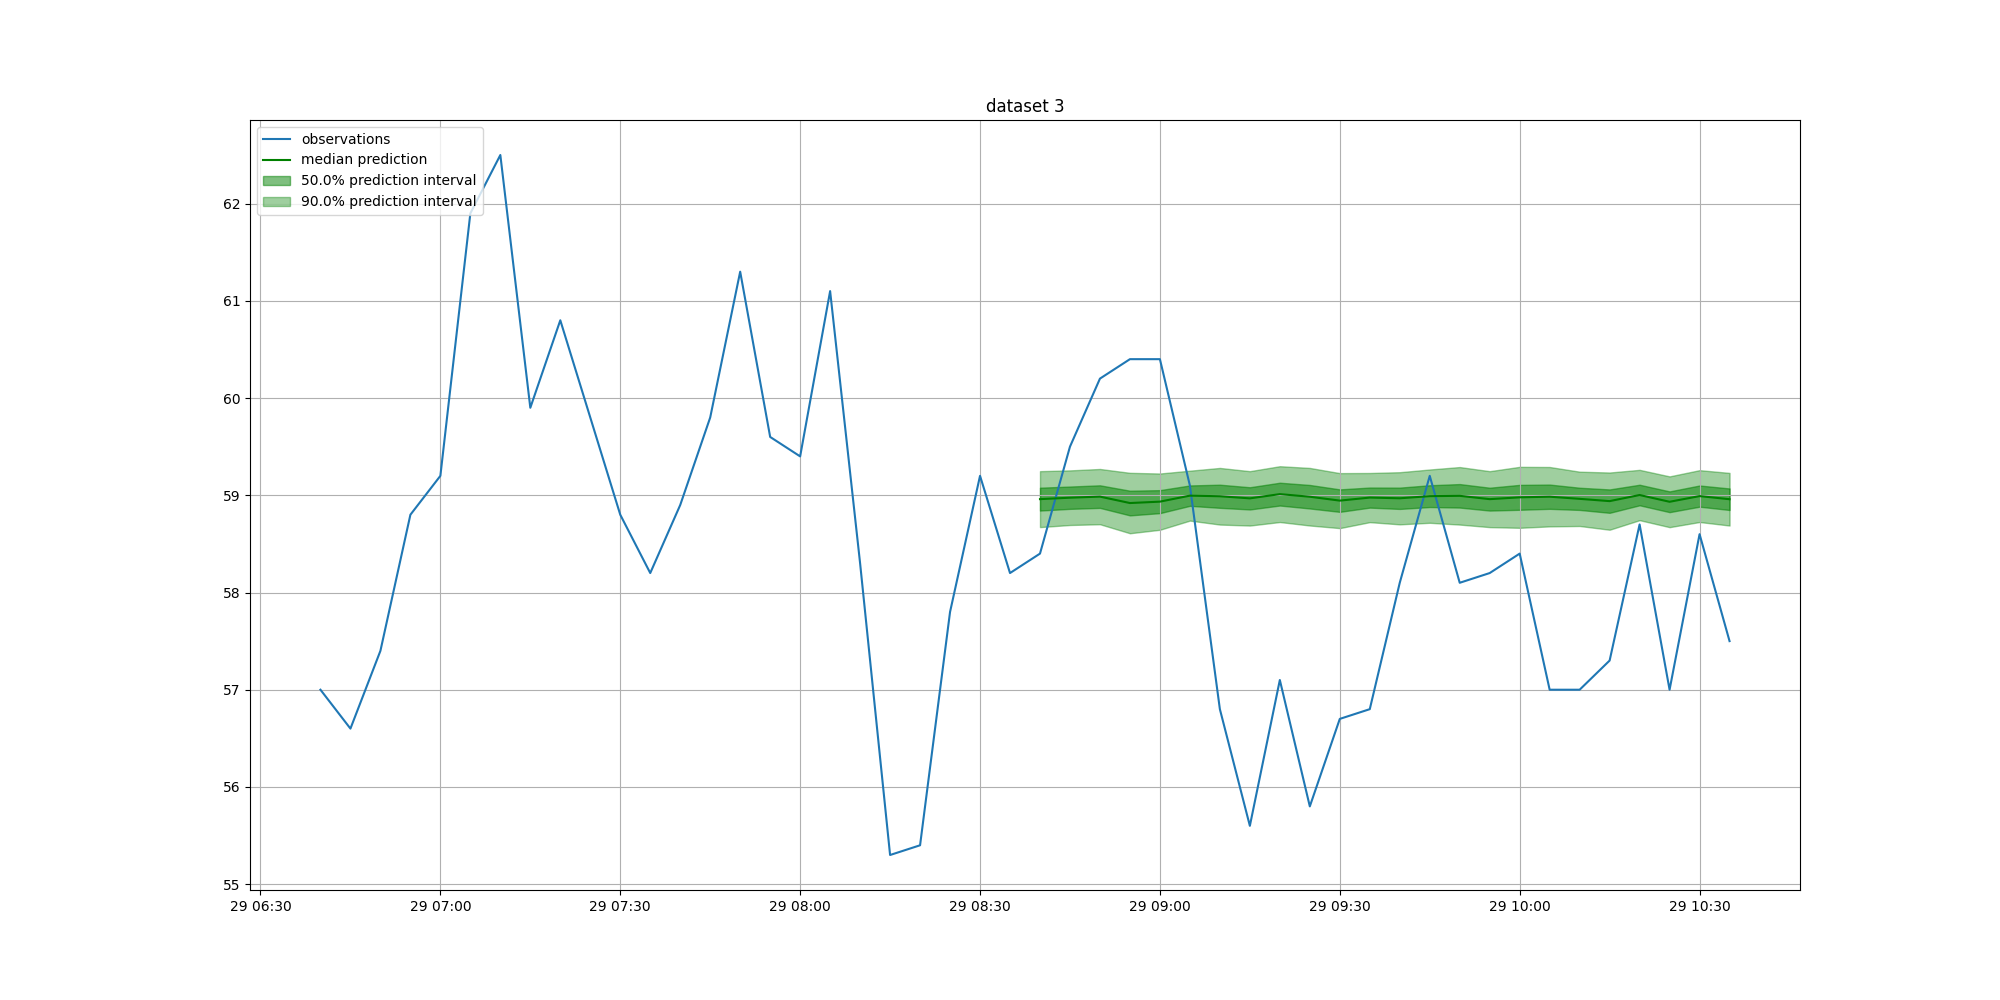 dataset 3
observations
median prediction
50.0% prediction interval
90.0% prediction interval
62
61
60
59
58
57
56
55
29 06:30 29 07:00 29 07:30 29 08:00 29 08:30 29 09:00 29 09:30 29 10:00 29 10:30